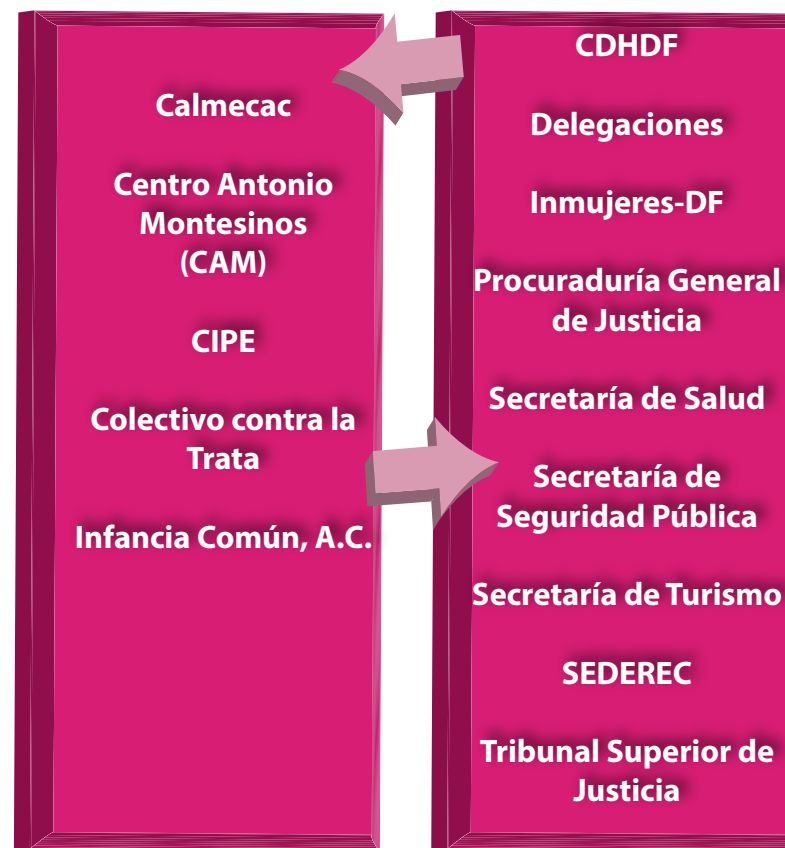 Calmecac
Centro Antonio
Montesinos
(CAM)
CIPE
Colectivo contra la
Trata
Infancia Común, A.C.
CDHDF
Delegaciones
Inmujeres-DF
Procuraduría General
de Justicia
Secretaría de Salud
Secretaría de
Seguridad Pública
Secretaría de Turismo
SEDEREC
Tribunal Superior de
Justicia